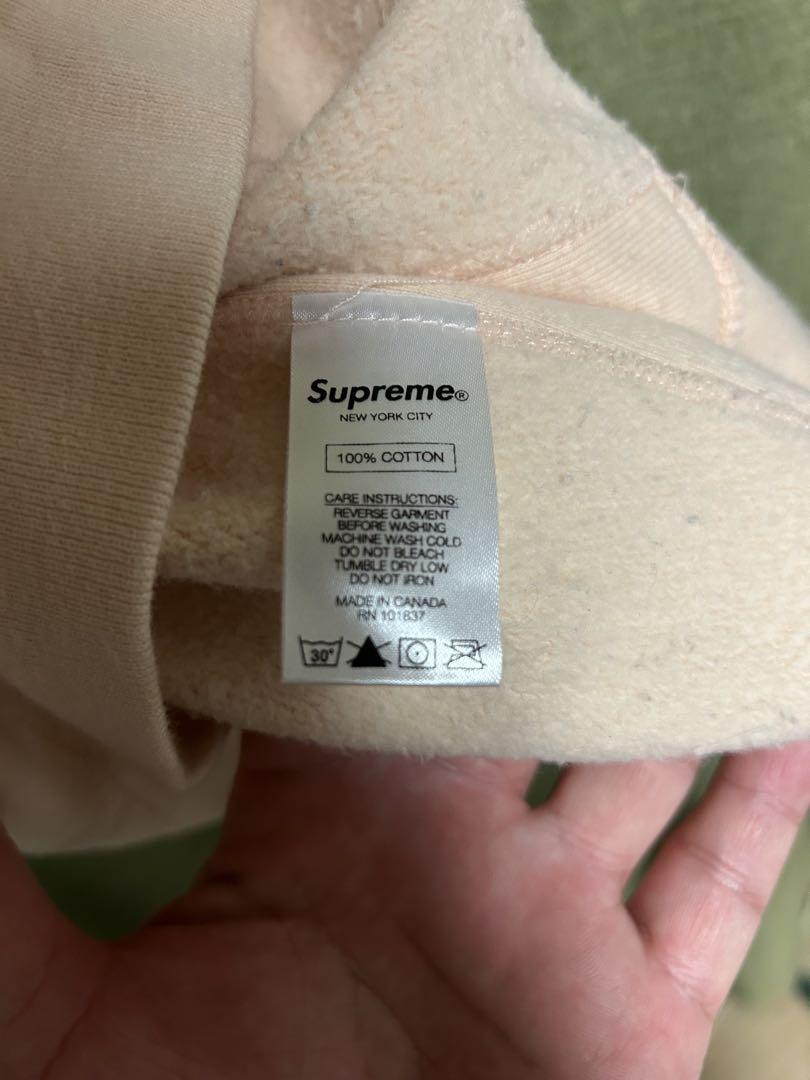 Supreme®
NEW YORK CITY
100% COTTON
CARE INSTRUCTIONS:
REVERSE GARMENT
BEFORE WASHING
MACHINE WASH COLD
DO NOT BLEACH
TUMBLE DRY LOW
DO NOT IRON
MADE IN CANADA
RN 101837
30°